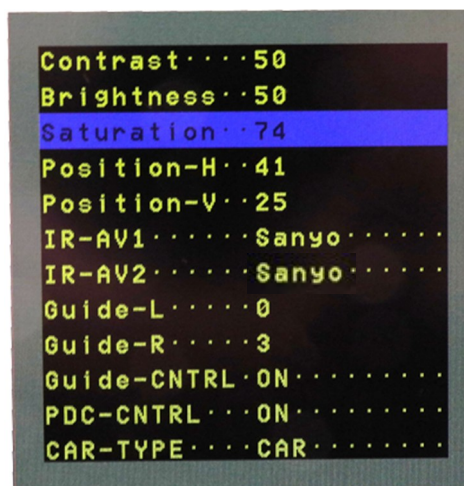 Contrast····50
Brightness··50
Saturation··74
Position-H··41
Position-V··25
IR-AV1······Sanyo······
IR-AV2······Sanyo······
Guide-L·····0
Guide-R·····3
Guide-CNTRL·ON·········
PDC-CNTRL···ON·········
CAR-TYPE····CAR········